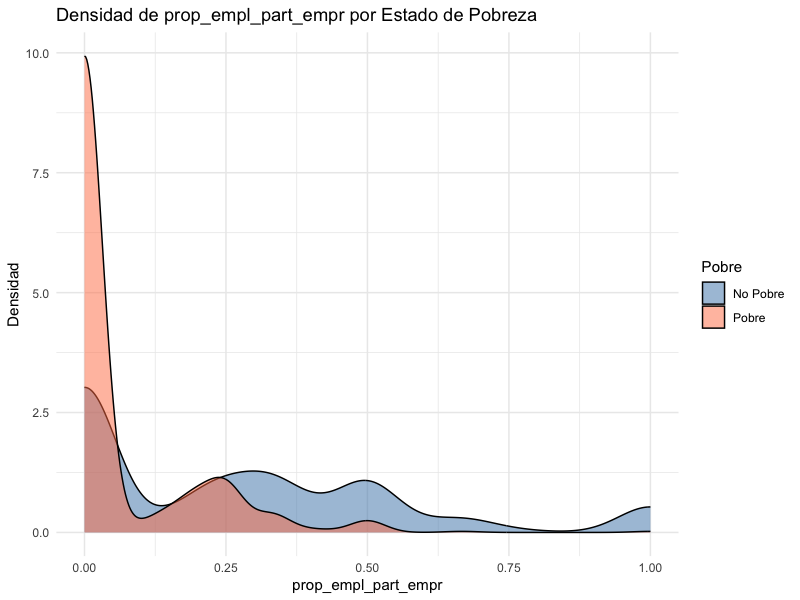 Densidad de prop_empl_part_empr por Estado de Pobreza
10.0
7.5
5.0
2.5
0.0
Densidad
0.00 0.25 0.50 0.75 1.00
prop_empl_part_empr
Pobre
No Pobre
Pobre